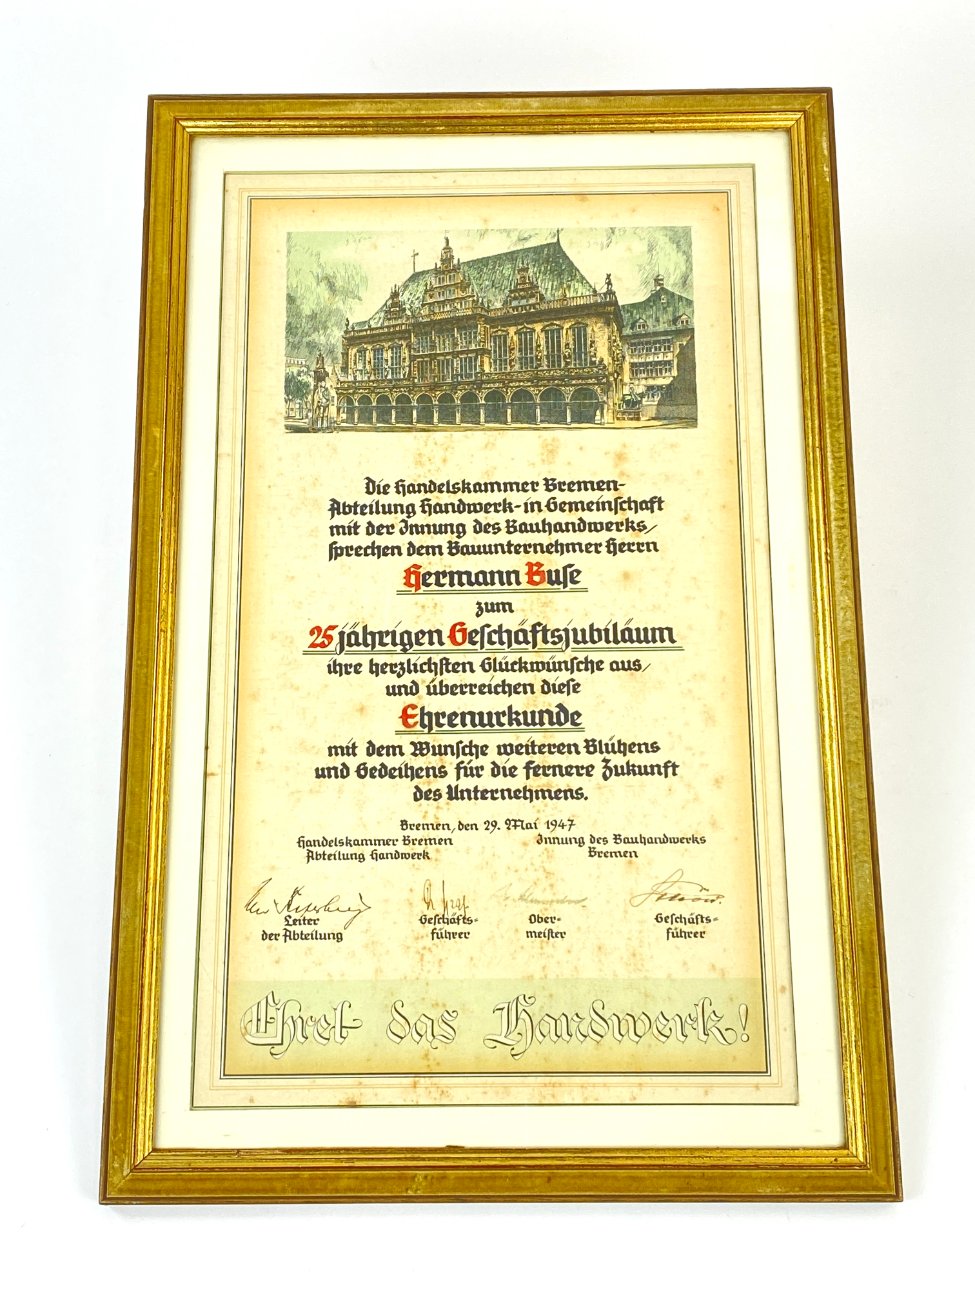 Die Handelskammer Bremen-
Abteilung Handwerk-in Gemeinschaft
mit der Innung des Bauhandwerks,
sprechen dem Bauunternehmer Herrn
Hermann Buse
zum
25jährigen Geschäftsjubiläum
ihre herzlichsten Glückwünsche aus,
und überreichen diese
Ehrenurkunde
mit dem Wunsche weiteren Blühens
und Gedeihens für die fernere Zukunft
des Unternehmens.
Bremen, den 29. Mai 1947
Handelskammer Bremen
Abteilung Handwerk
Innung des Bauhandwerks
Bremen
Leiter
der Abteilung
Geschäfts-
führer
Ober-
meister
Geschäfts-
führer
Ehret das Handwerk!